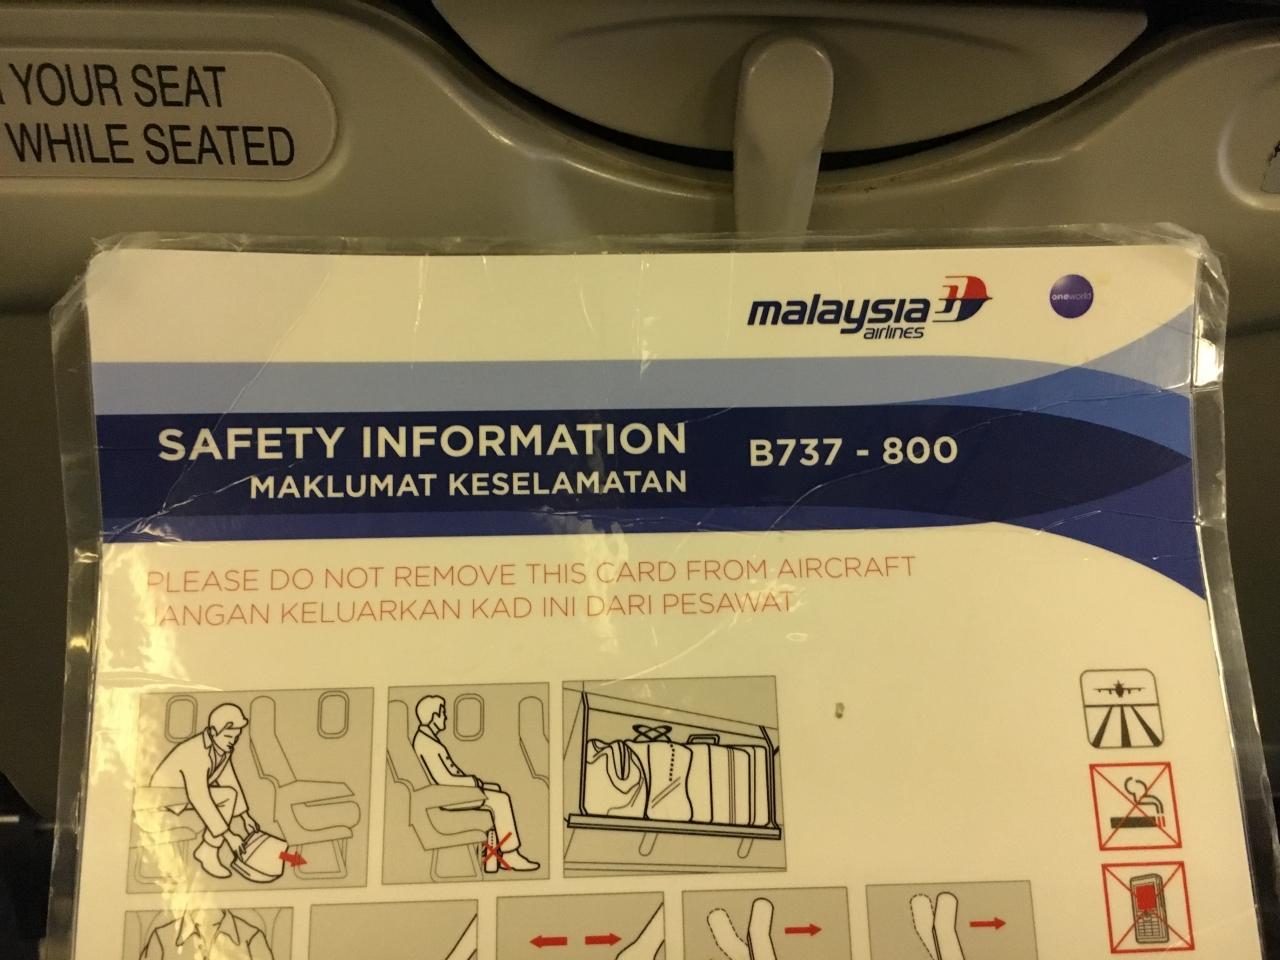 YOUR SEAT
WHILE SEATED
malaysia
airlines
oneworld
SAFETY INFORMATION
B737 - 800
MAKLUMAT KESELAMATAN
PLEASE DO NOT REMOVE THIS CARD FROM AIRCRAFT
JANGAN KELUARKAN KAD INI DARI PESAWAT